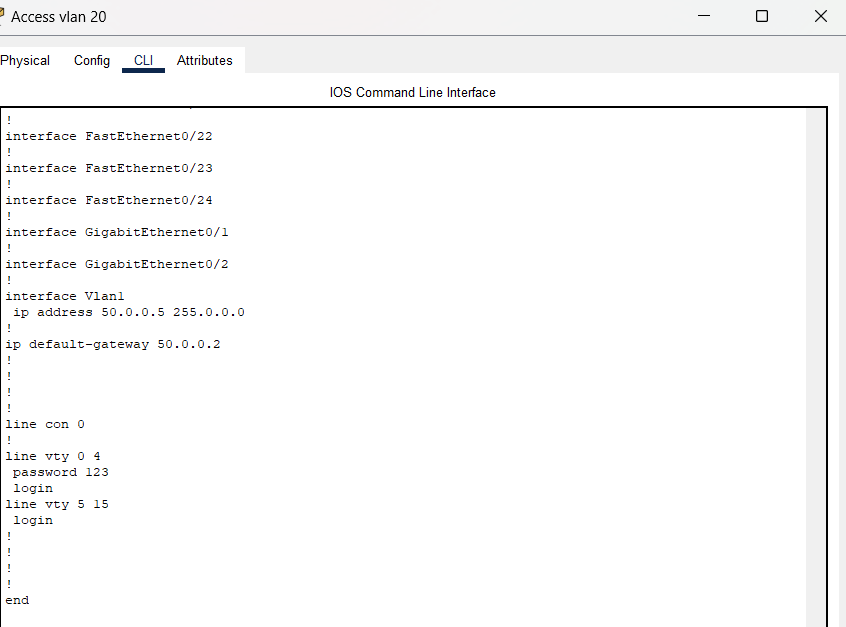 Access vlan 20
Physical Config CLI Attributes
IOS Command Line Interface
!
interface FastEthernet0/22
!
interface FastEthernet0/23
!
interface FastEthernet0/24
!
interface GigabitEthernet0/1
!
interface GigabitEthernet0/2
!
interface Vlan1
 ip address 50.0.0.5 255.0.0.0
!
ip default-gateway 50.0.0.2
!
!
!
!
line con 0
!
line vty 0 4
 password 123
 login
line vty 5 15
 login
!
!
!
!
end